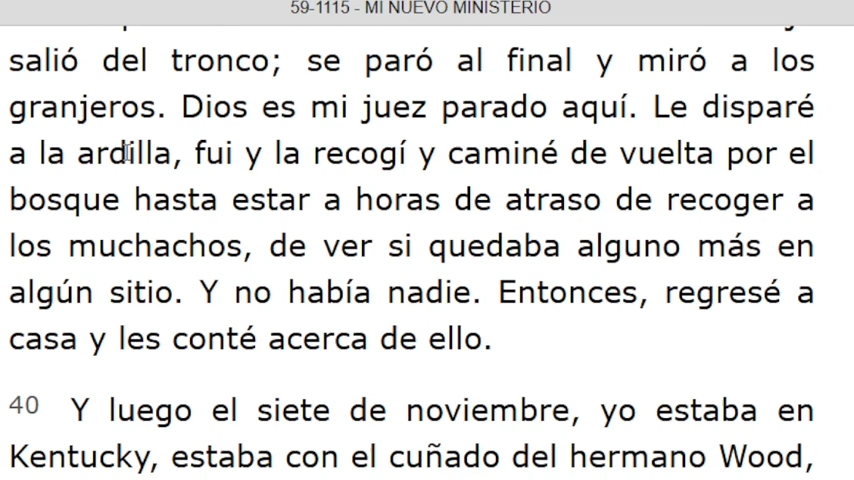 59-1115 - MI NUEVO MINISTERIO
salió del tronco; se paró al final y miró a los
granjeros. Dios es mi juez parado aquí. Le disparé
a la ardilla, fui y la recogí y caminé de vuelta por el
bosque hasta estar a horas de atraso de recoger a
los muchachos, de ver si quedaba alguno más en
algún sitio. Y no había nadie. Entonces, regresé a
casa y les conté acerca de ello.
40 Y luego el siete de noviembre, yo estaba en
Kentucky, estaba con el cuñado del hermano Wood,